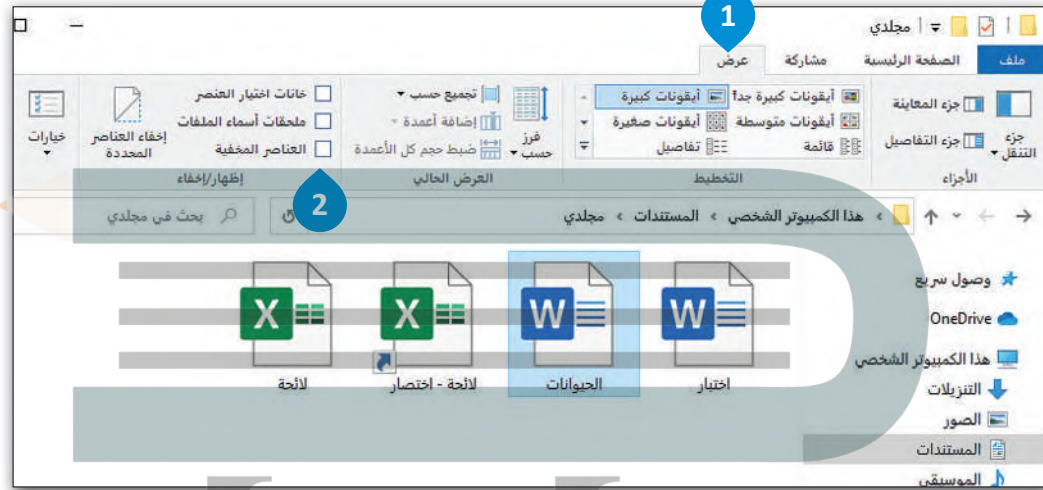 1
مجلدي
ملف الصفحة الرئيسية مشاركة عرض
جزء التنقل
جزء المعاينة
جزء التفاصيل
الأجزاء
أيقونات كبيرة جداً أيقونات كبيرة
أيقونات متوسطة أيقونات صغيرة
قائمة تفاصيل
التخطيط
فرز حسب
تجميع حسب
إضافة أعمدة
ضبط حجم كل الأعمدة
العرض الحالي
خانات اختيار العنصر
ملحقات أسماء الملفات
العناصر المخفية
إخفاء العناصر المحددة
إظهار/إخفاء
خيارات
2
هذا الكمبيوتر الشخصي › المستندات › مجلدي
بحث في مجلدي
وصول سريع
OneDrive
هذا الكمبيوتر الشخصي
التنزيلات
الصور
المستندات
الموسيقى
W
اختبار
W
الحيوانات
X
لائحة - اختصار
X
لائحة